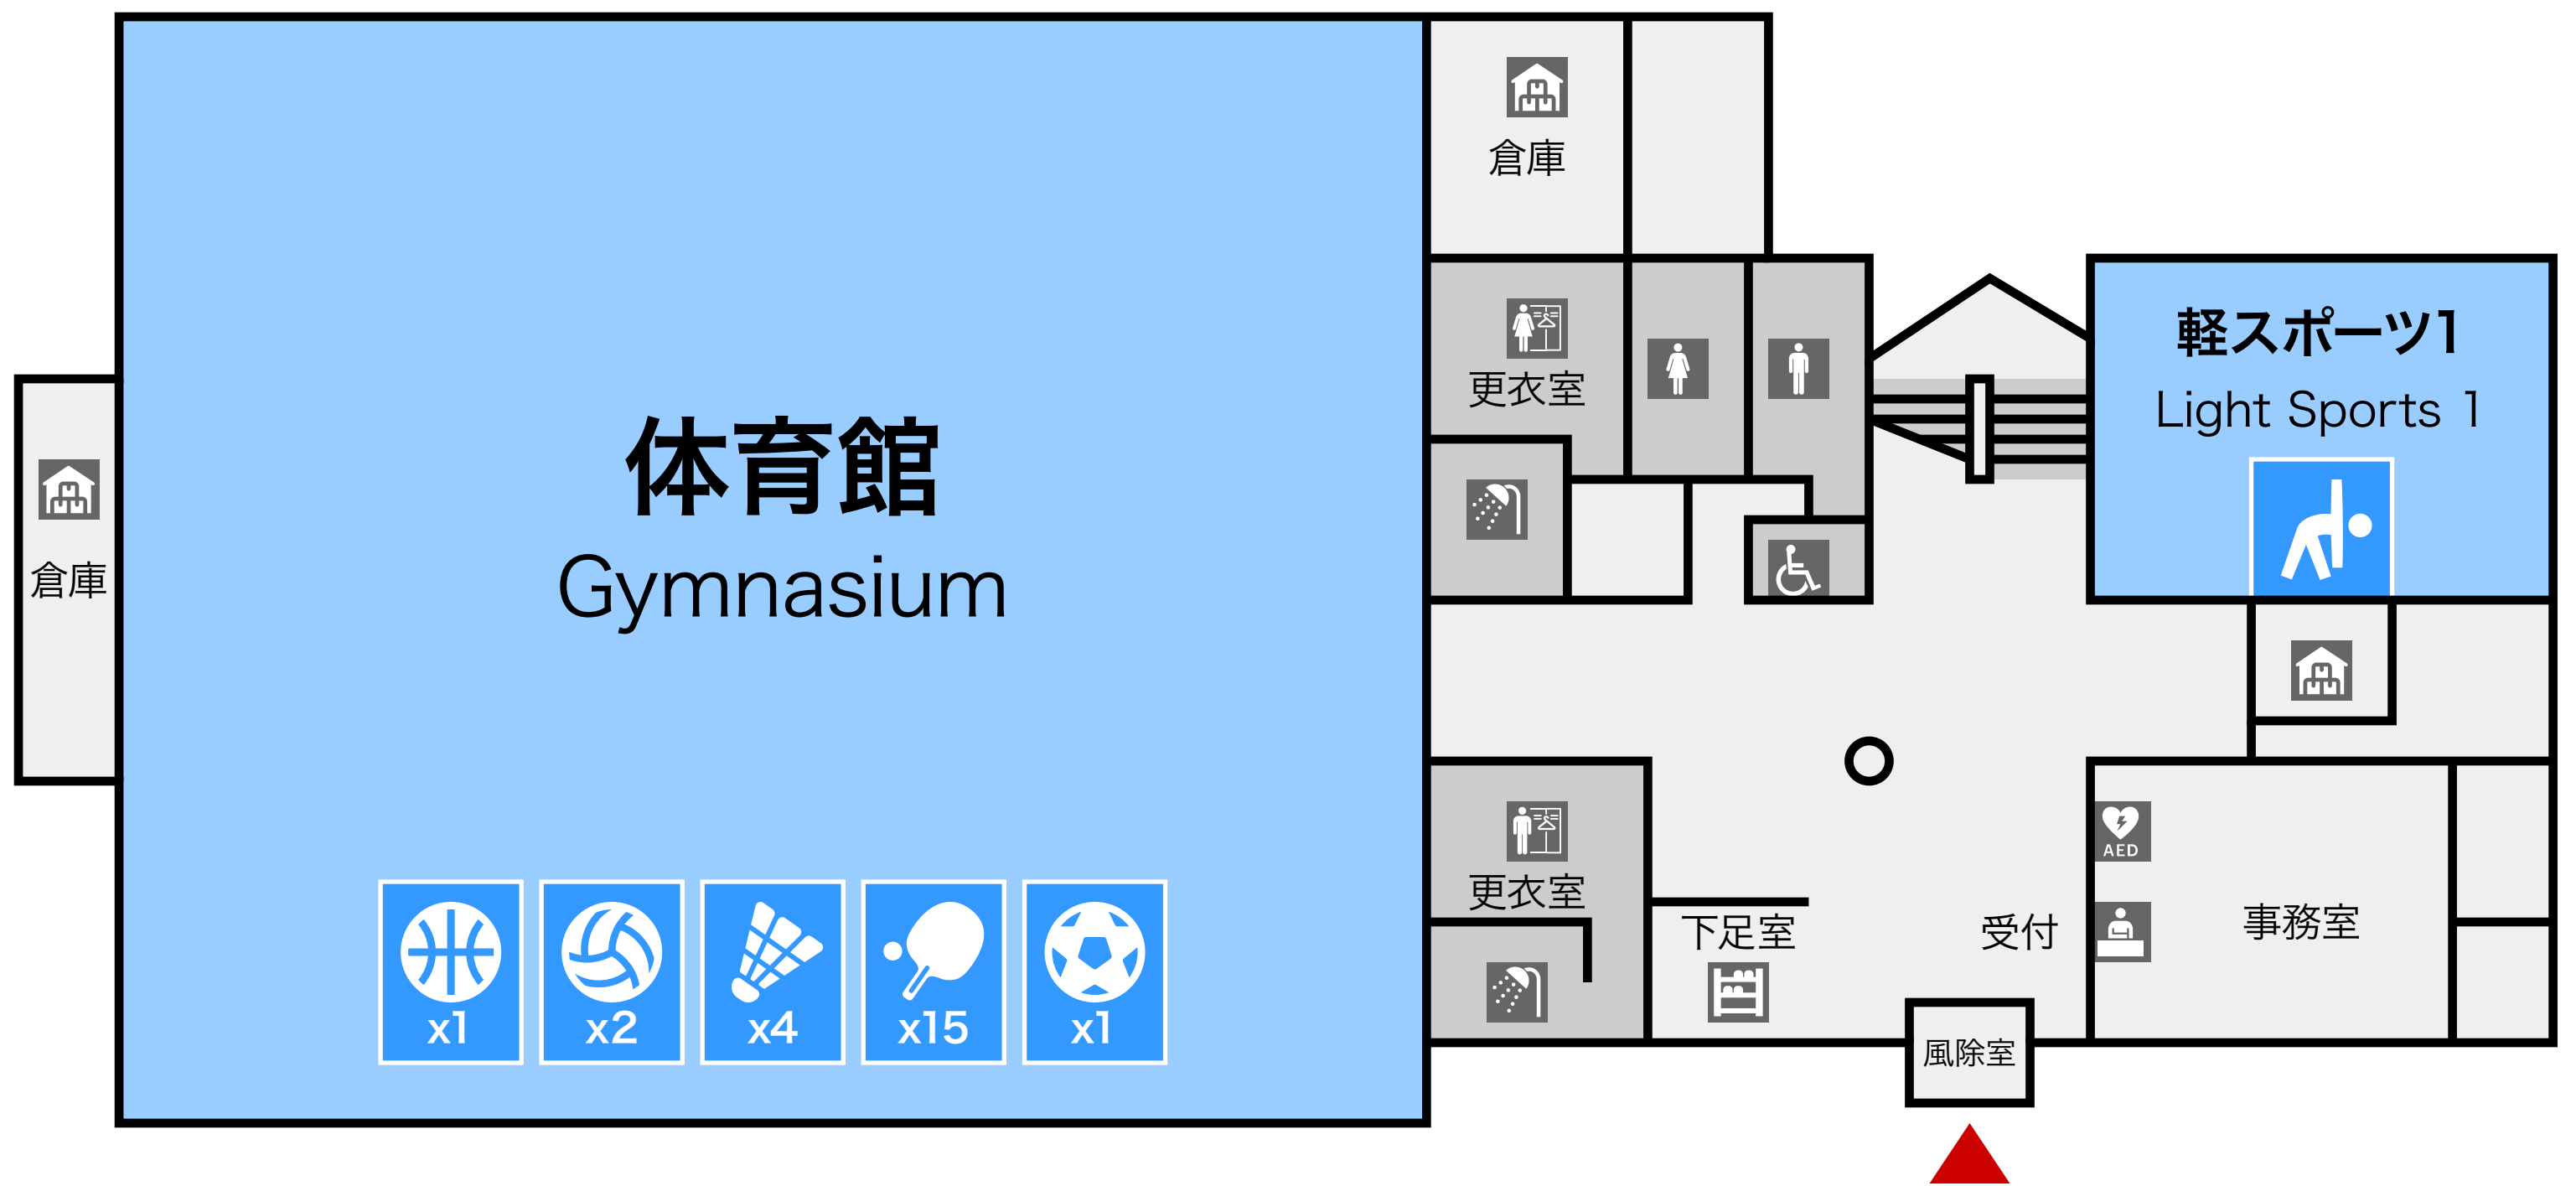 倉庫
更衣室
軽スポーツ1
Light Sports 1
体育館
Gymnasium
倉庫
更衣室
下足室
受付
AED
事務室
x1
x2
x4
x15
x1
風除室